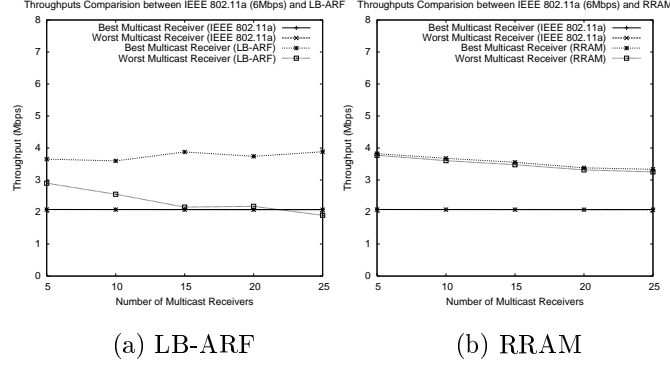 Throughputs Comparision between IEEE 802.11a (6Mbps) and LB-ARF
8
7
6
5
4
3
2
1
0
Throughput (Mbps)
Best Multicast Receiver (IEEE 802.11a)
Worst Multicast Receiver (IEEE 802.11a)
Best Multicast Receiver (LB-ARF)
Worst Multicast Receiver (LB-ARF)
5 10 15 20 25
Number of Multicast Receivers
(a) LB-ARF
Throughputs Comparision between IEEE 802.11a (6Mbps) and RRAM
8
7
6
5
4
3
2
1
0
Throughput (Mbps)
Best Multicast Receiver (IEEE 802.11a)
Worst Multicast Receiver (IEEE 802.11a)
Best Multicast Receiver (RRAM)
Worst Multicast Receiver (RRAM)
5 10 15 20 25
Number of Multicast Receivers
(b) RRAM